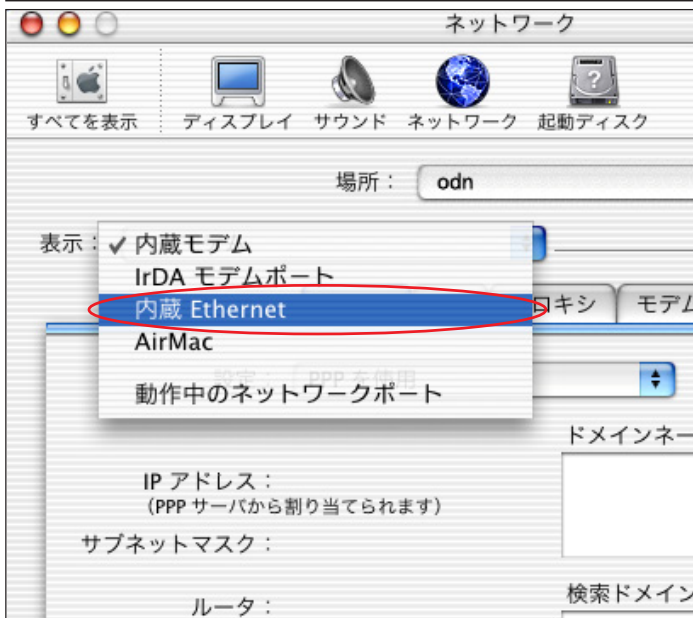 ネットワーク
すべてを表示 ディスプレイ サウンド ネットワーク 起動ディスク
場所： odn
表示： ✓ 内蔵モデム
IrDA モデムポート
内蔵 Ethernet
ロキシ モデム
AirMac
設定： PPP を使用
動作中のネットワークポート
ドメインネー
IP アドレス：
（PPP サーバから割り当てられます）
サブネットマスク：
検索ドメイン
ルータ：